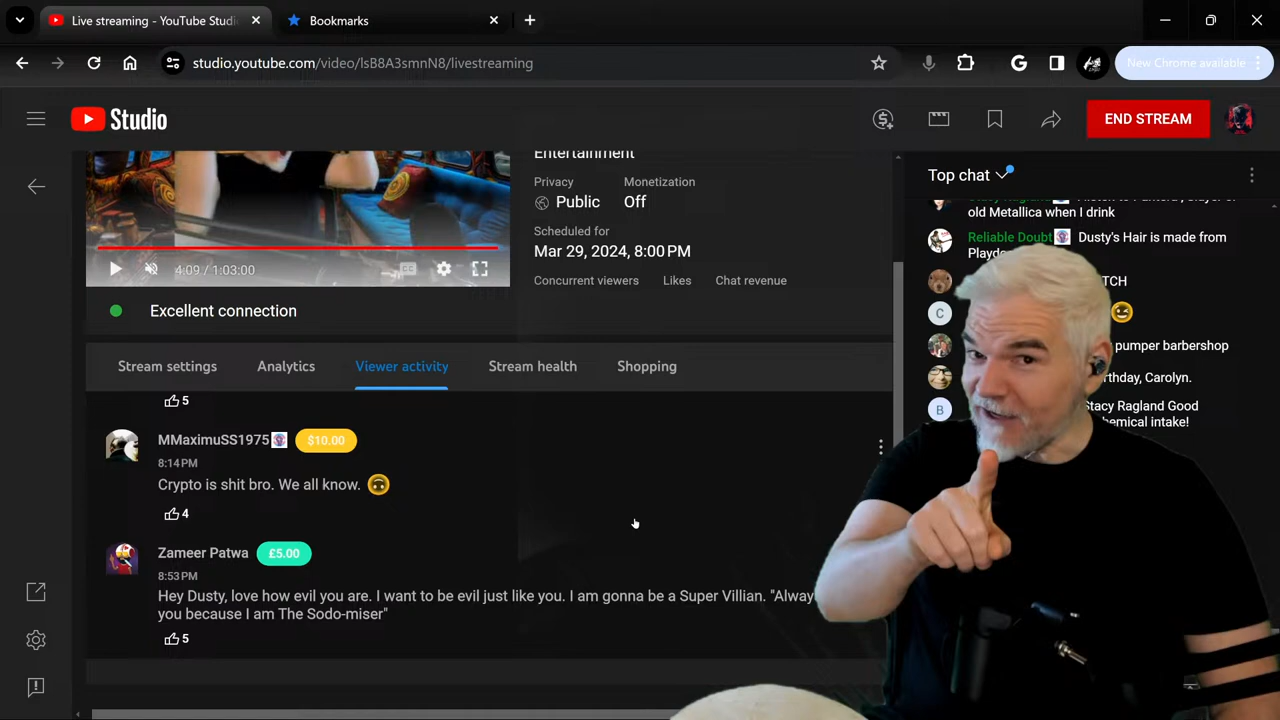 Live streaming - YouTube Studi
Bookmarks
studio.youtube.com/video/lsB8A3smnN8/livestreaming
New Chrome available
Studio
END STREAM
Entertainment
Privacy
Monetization
Public
Off
Scheduled for
Mar 29, 2024, 8:00 PM
Concurrent viewers
Likes
Chat revenue
4:09 / 1:03:00
Excellent connection
Stream settings
Analytics
Viewer activity
Stream health
Shopping
5
MMaximuSS1975 $10.00
8:14 PM
Crypto is shit bro. We all know. 🙃
4
Zameer Patwa £5.00
8:53 PM
Hey Dusty, love how evil you are. I want to be evil just like you. I am gonna be a Super Villian. "Alway
you because I am The Sodo-miser"
5
Top chat
Stacy Ragland
old Metallica when I drink
Reliable Doubt Dusty's Hair is made from
TCH
C
😆
pumper barbershop
rthday, Carolyn.
B
Stacy Ragland Good
hemical intake!